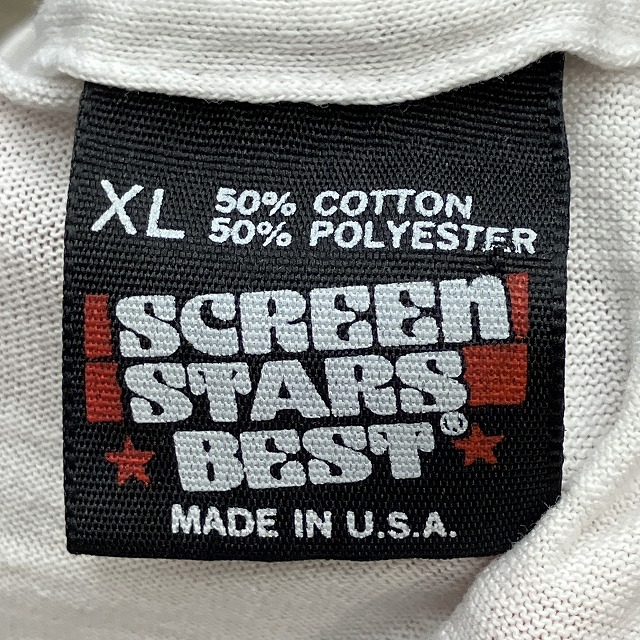 XL 50% COTTON
50% POLYESTER
SCREEN
STARS
BEST®
MADE IN U.S.A.